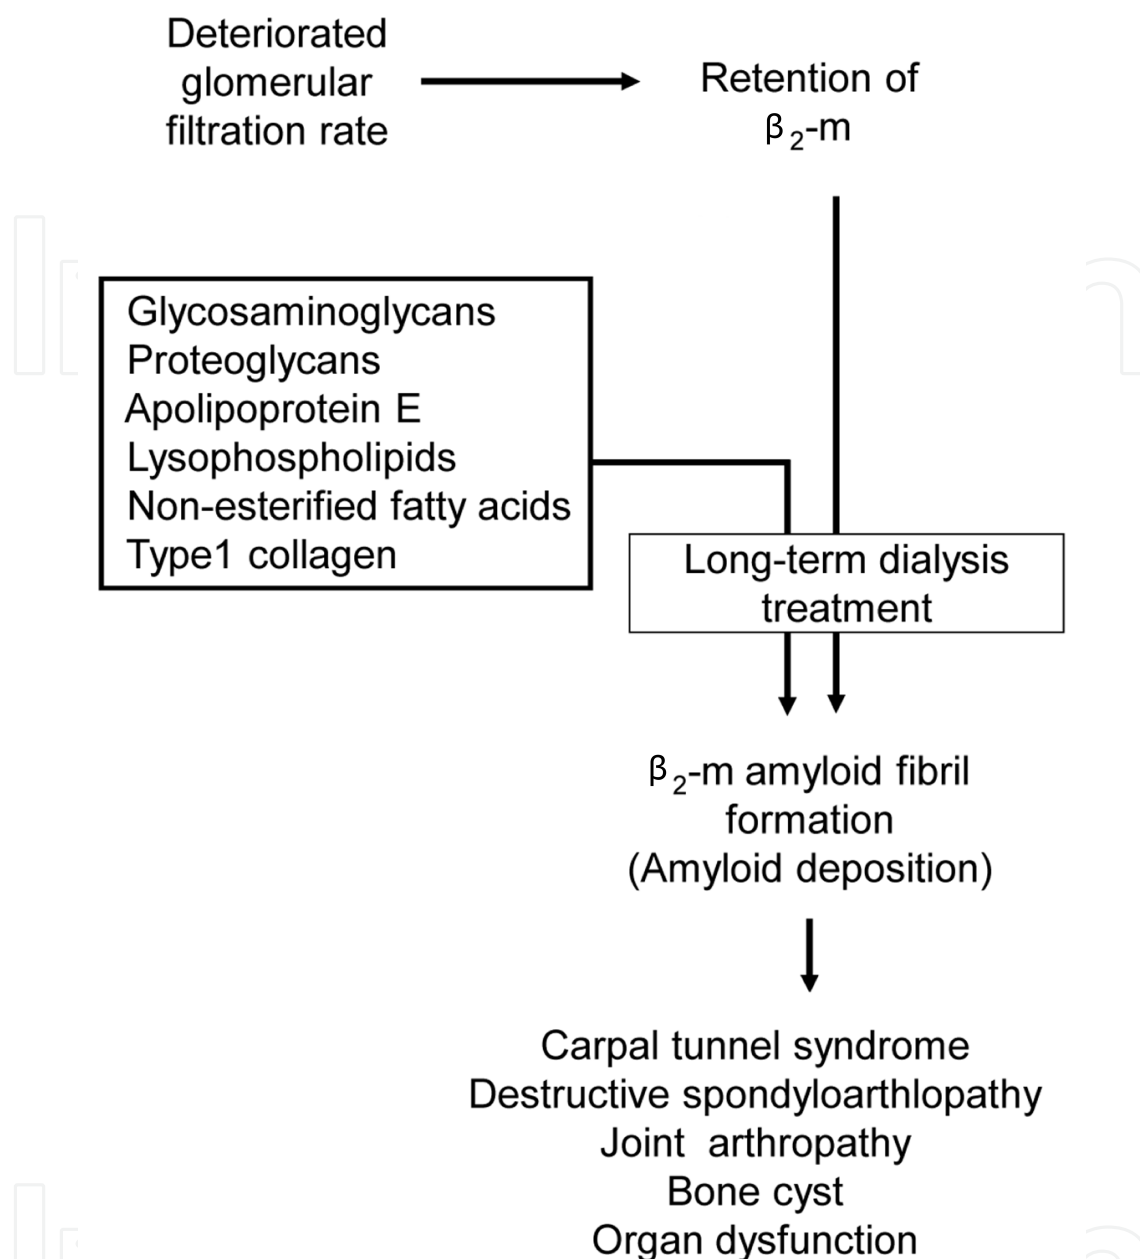 Deteriorated
glomerular
filtration rate
Retention of
β2-m
Glycosaminoglycans
Proteoglycans
Apolipoprotein E
Lysophospholipids
Non-esterified fatty acids
Type1 collagen
Long-term dialysis
treatment
β2-m amyloid fibril
formation
(Amyloid deposition)
Carpal tunnel syndrome
Destructive spondyloarthlopathy
Joint arthropathy
Bone cyst
Organ dysfunction